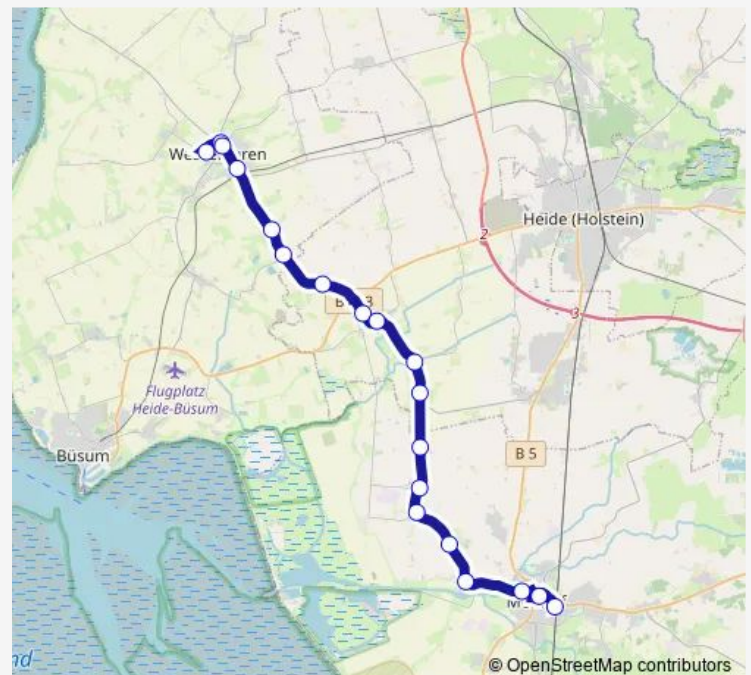 Heide (Holstein)
2
3
Flugplatz
Heide-Büsum
Büsum
B 5
© OpenStreetMap contributors